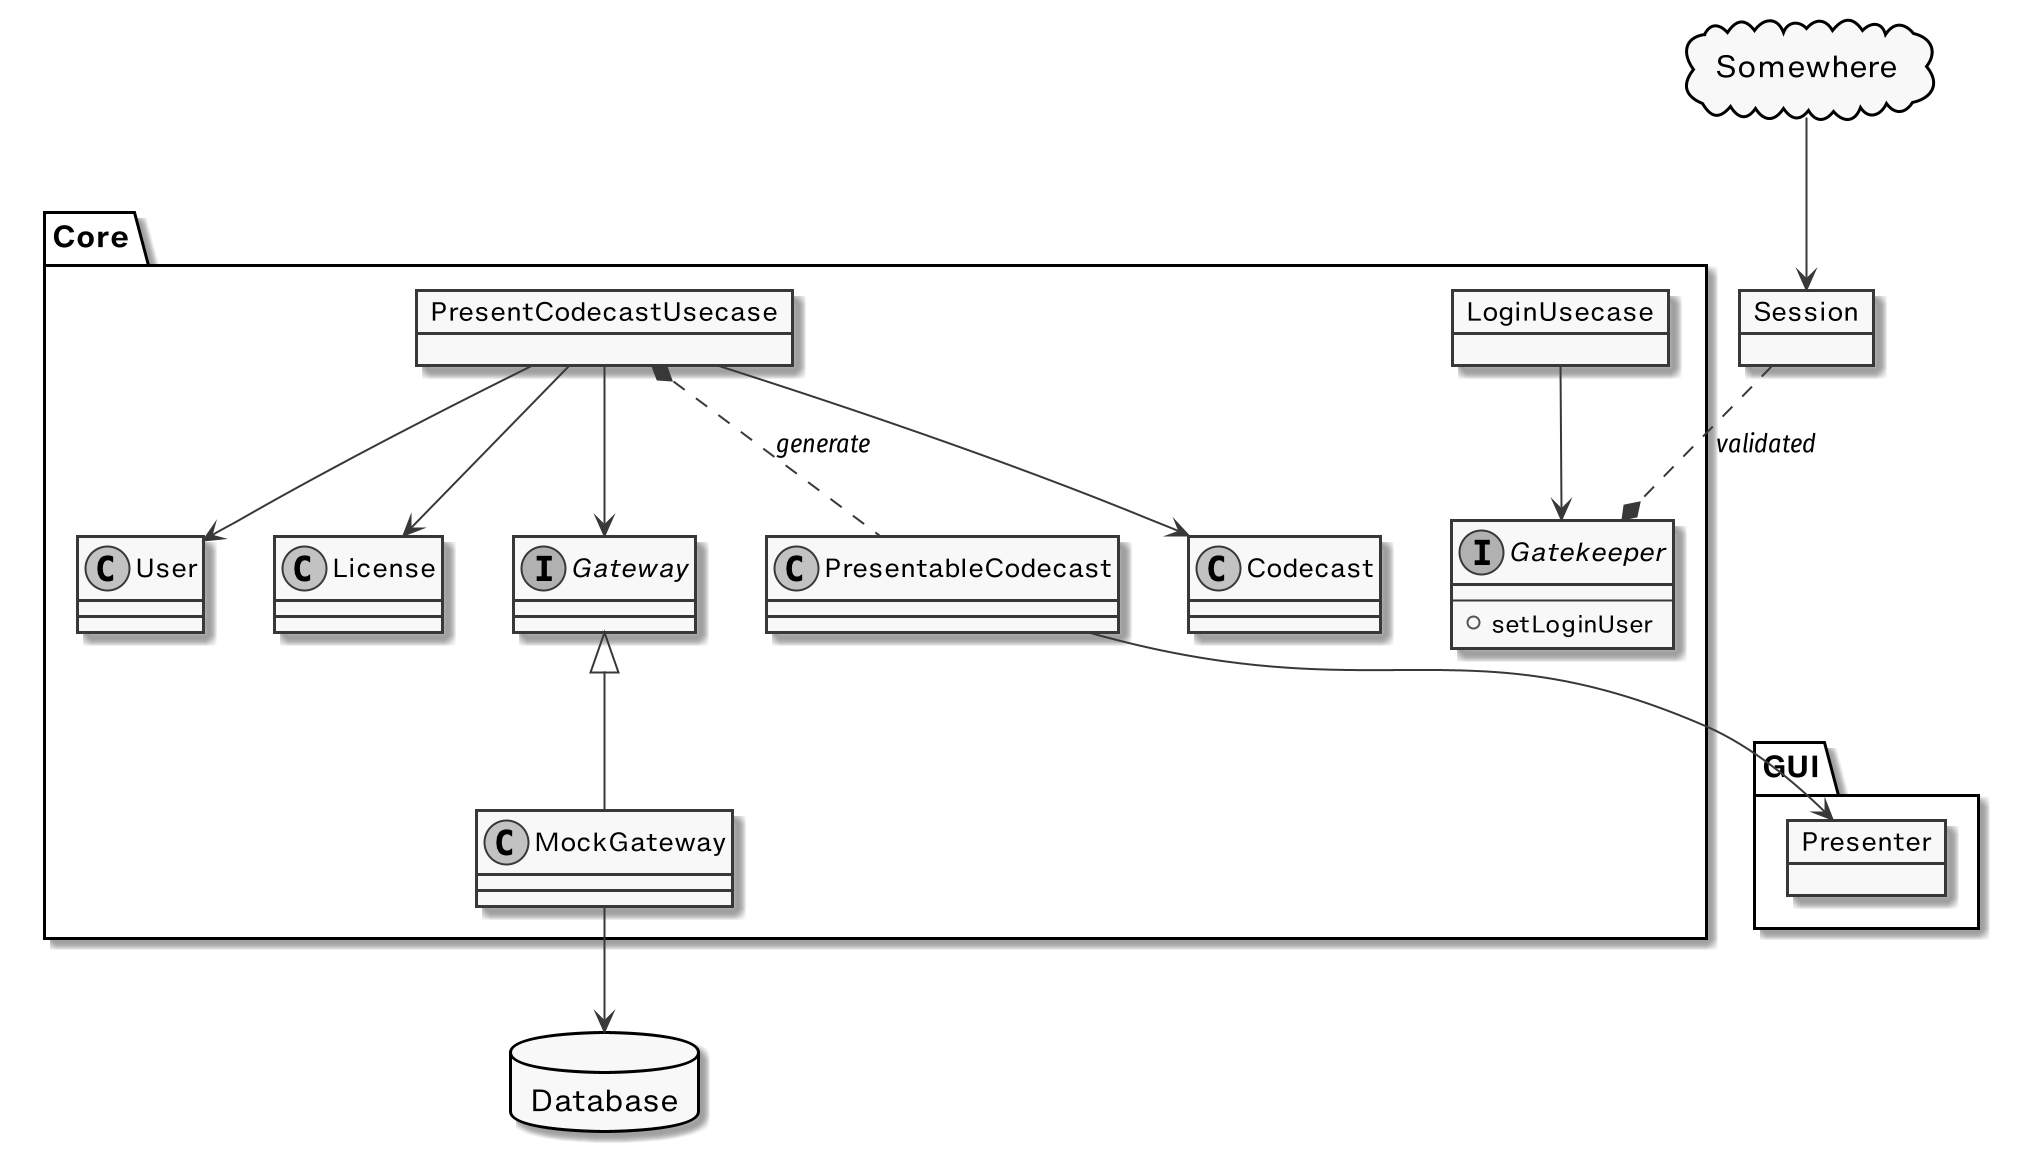 Somewhere
Core
PresentCodecastUsecase
LoginUsecase
Session
generate
validated
C User
C License
I Gateway
C PresentableCodecast
C Codecast
I Gatekeeper
setLoginUser
GUI
C MockGateway
Presenter
Database